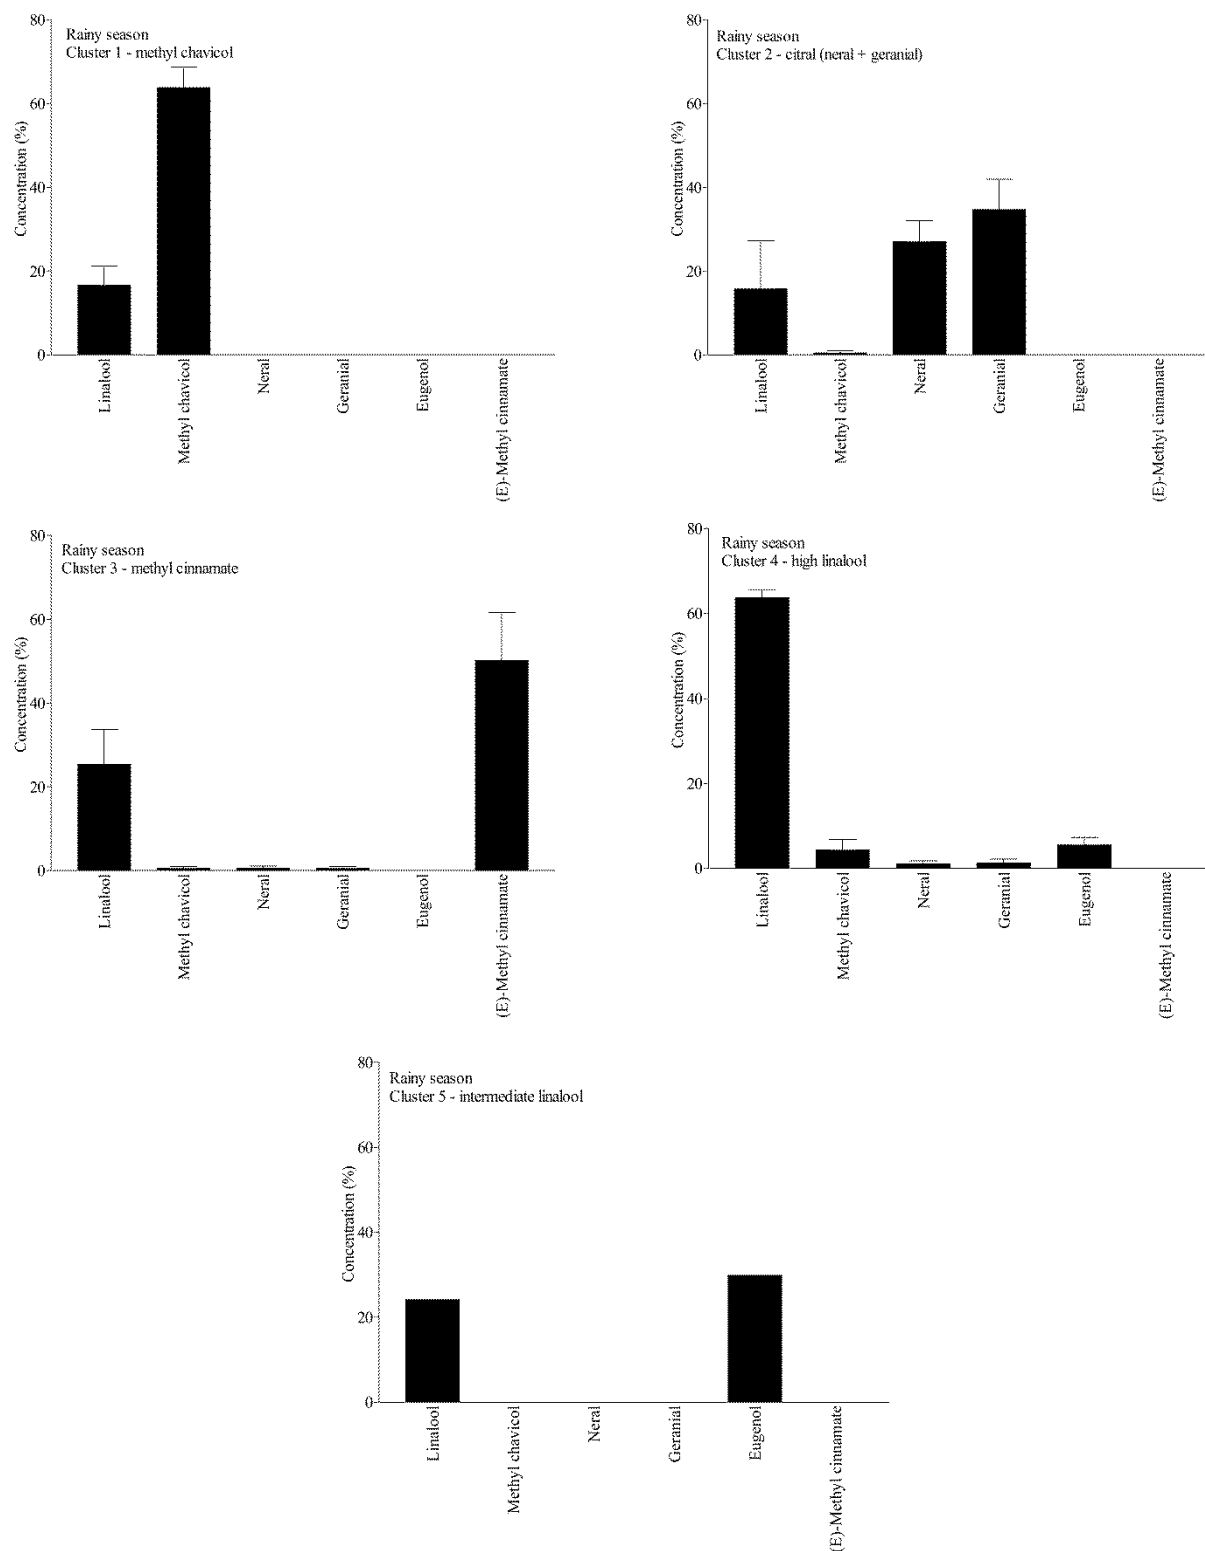 Rainy season
Cluster 1 - methyl chavicol
Concentration (%)
80
60
40
20
0
Linalool
Methyl chavicol
Neral
Geranial
Eugenol
(E)-Methyl cinnamate
Rainy season
Cluster 2 - citral (neral + geranial)
Concentration (%)
80
60
40
20
0
Linalool
Methyl chavicol
Neral
Geranial
Eugenol
(E)-Methyl cinnamate
Rainy season
Cluster 3 - methyl cinnamate
Concentration (%)
80
60
40
20
0
Linalool
Methyl chavicol
Neral
Geranial
Eugenol
(E)-Methyl cinnamate
Rainy season
Cluster 4 - high linalool
Concentration (%)
80
60
40
20
0
Linalool
Methyl chavicol
Neral
Geranial
Eugenol
(E)-Methyl cinnamate
Rainy season
Cluster 5 - intermediate linalool
Concentration (%)
80
60
40
20
0
Linalool
Methyl chavicol
Neral
Geranial
Eugenol
(E)-Methyl cinnamate